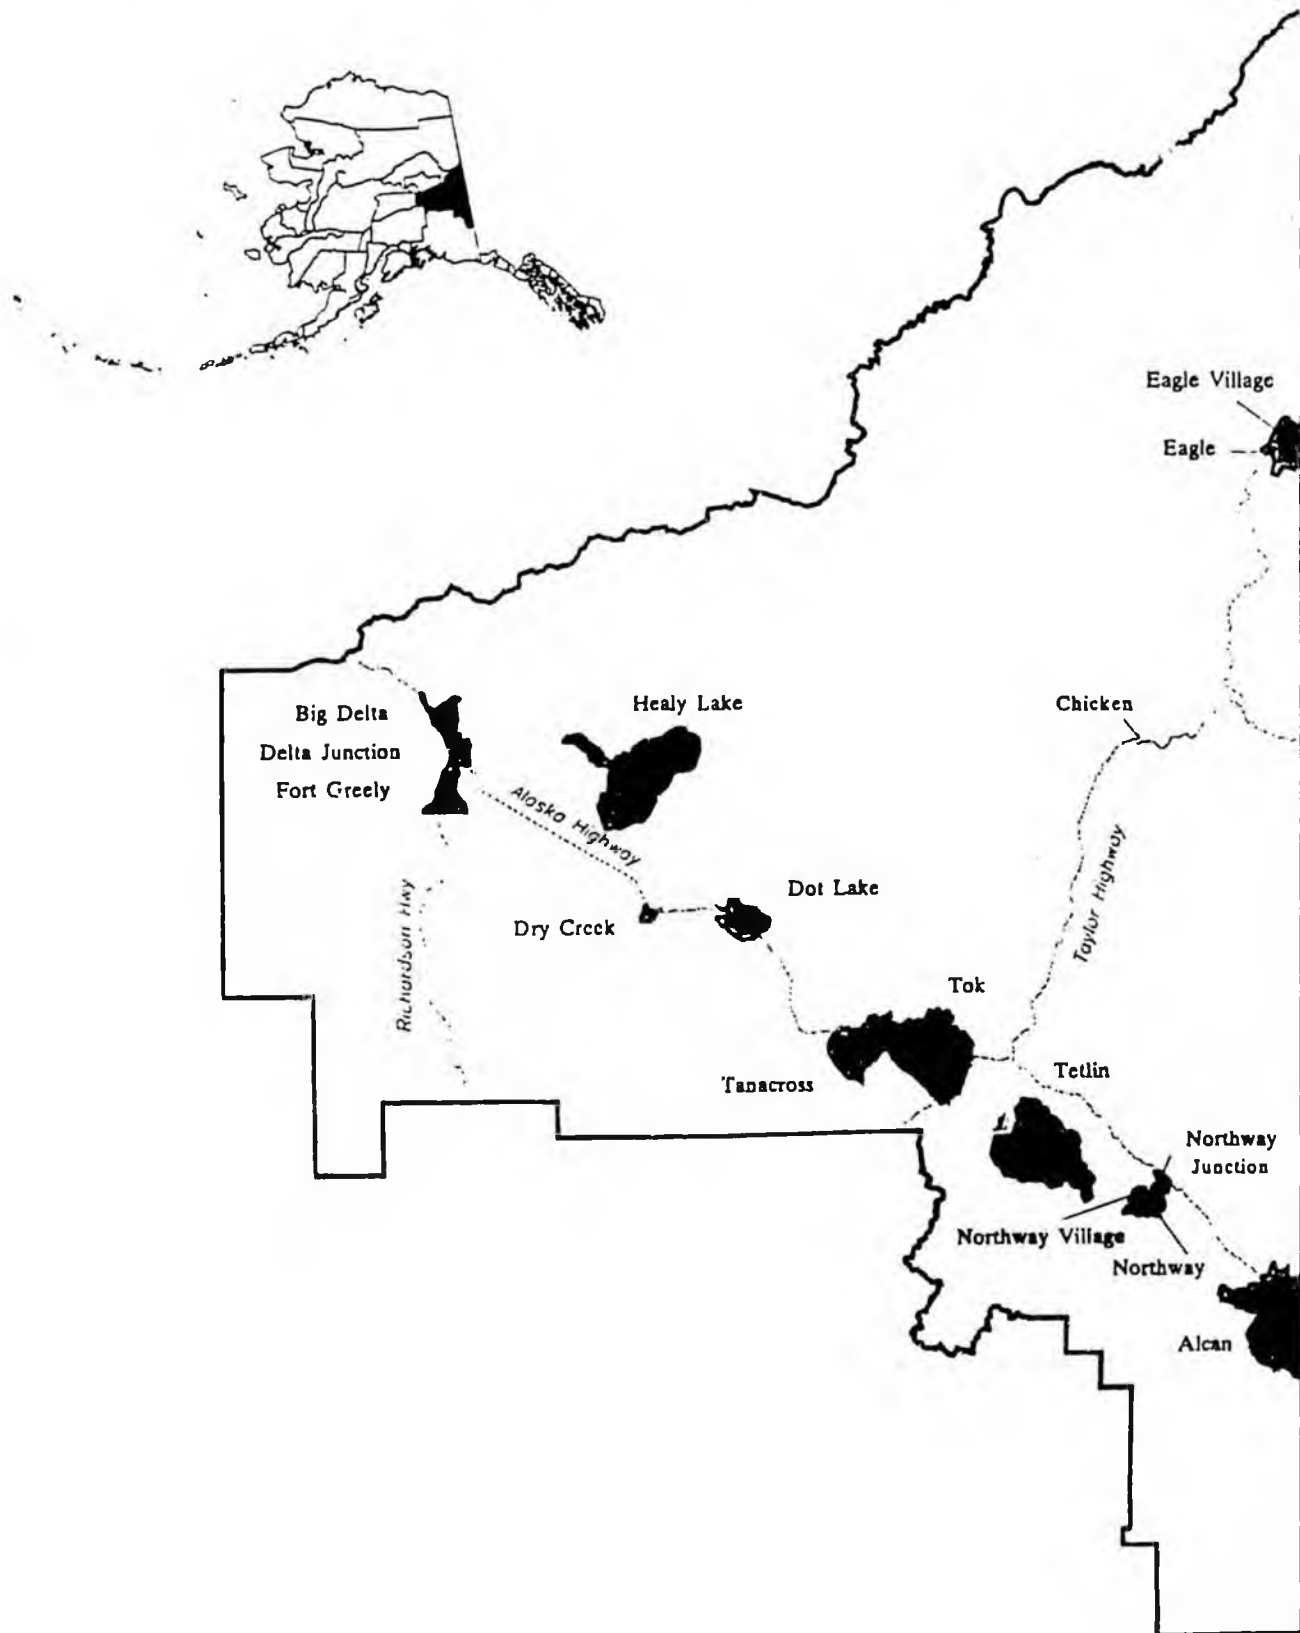 Eagle Village
Eagle
Healy Lake
Chicken
Big Delta
Delta Junction
Fort Greely
Alaska Highway
Taylor Highway
Richardson Hwy
Dot Lake
Dry Creek
Tok
Tanacross
Tetlin
Northway
Junction
Northway Village
Northway
Alcan